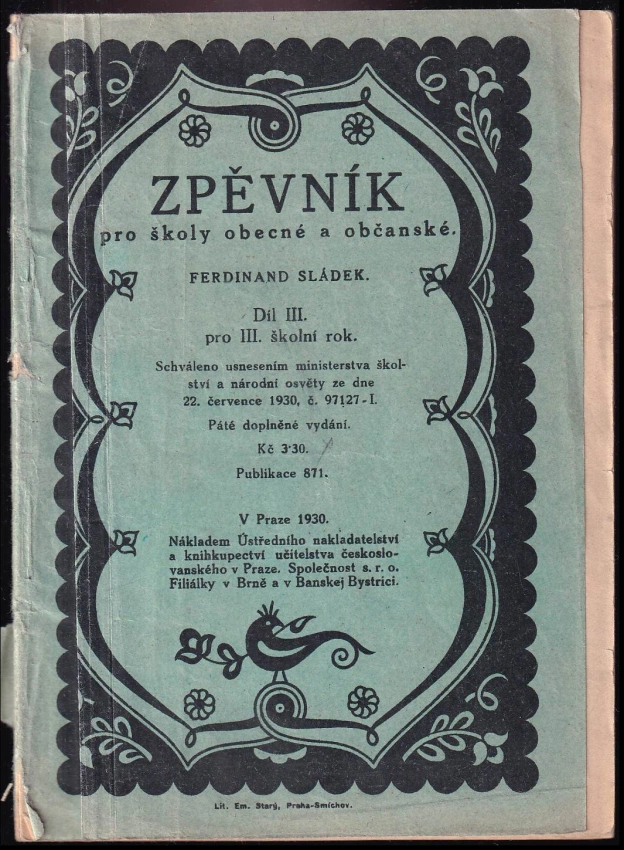 ZPĚVNÍK
pro školy obecné a občanské.
FERDINAND SLÁDEK.
Díl III.
pro III. školní rok.
Schváleno usnesením ministerstva škol-
ství a národní osvěty ze dne
22. července 1930, č. 97127-I.
Páté doplněné vydání.
Kč 3·30.
Publikace 871.
V Praze 1930.
Nákladem Ústředního nakladatelství
a knihkupectví učitelstva českoslo-
vanského v Praze. Společnost s. r. o.
Filiálky v Brně a v Banskej Bystrici.
Lit. Em. Starý, Praha-Smíchov.